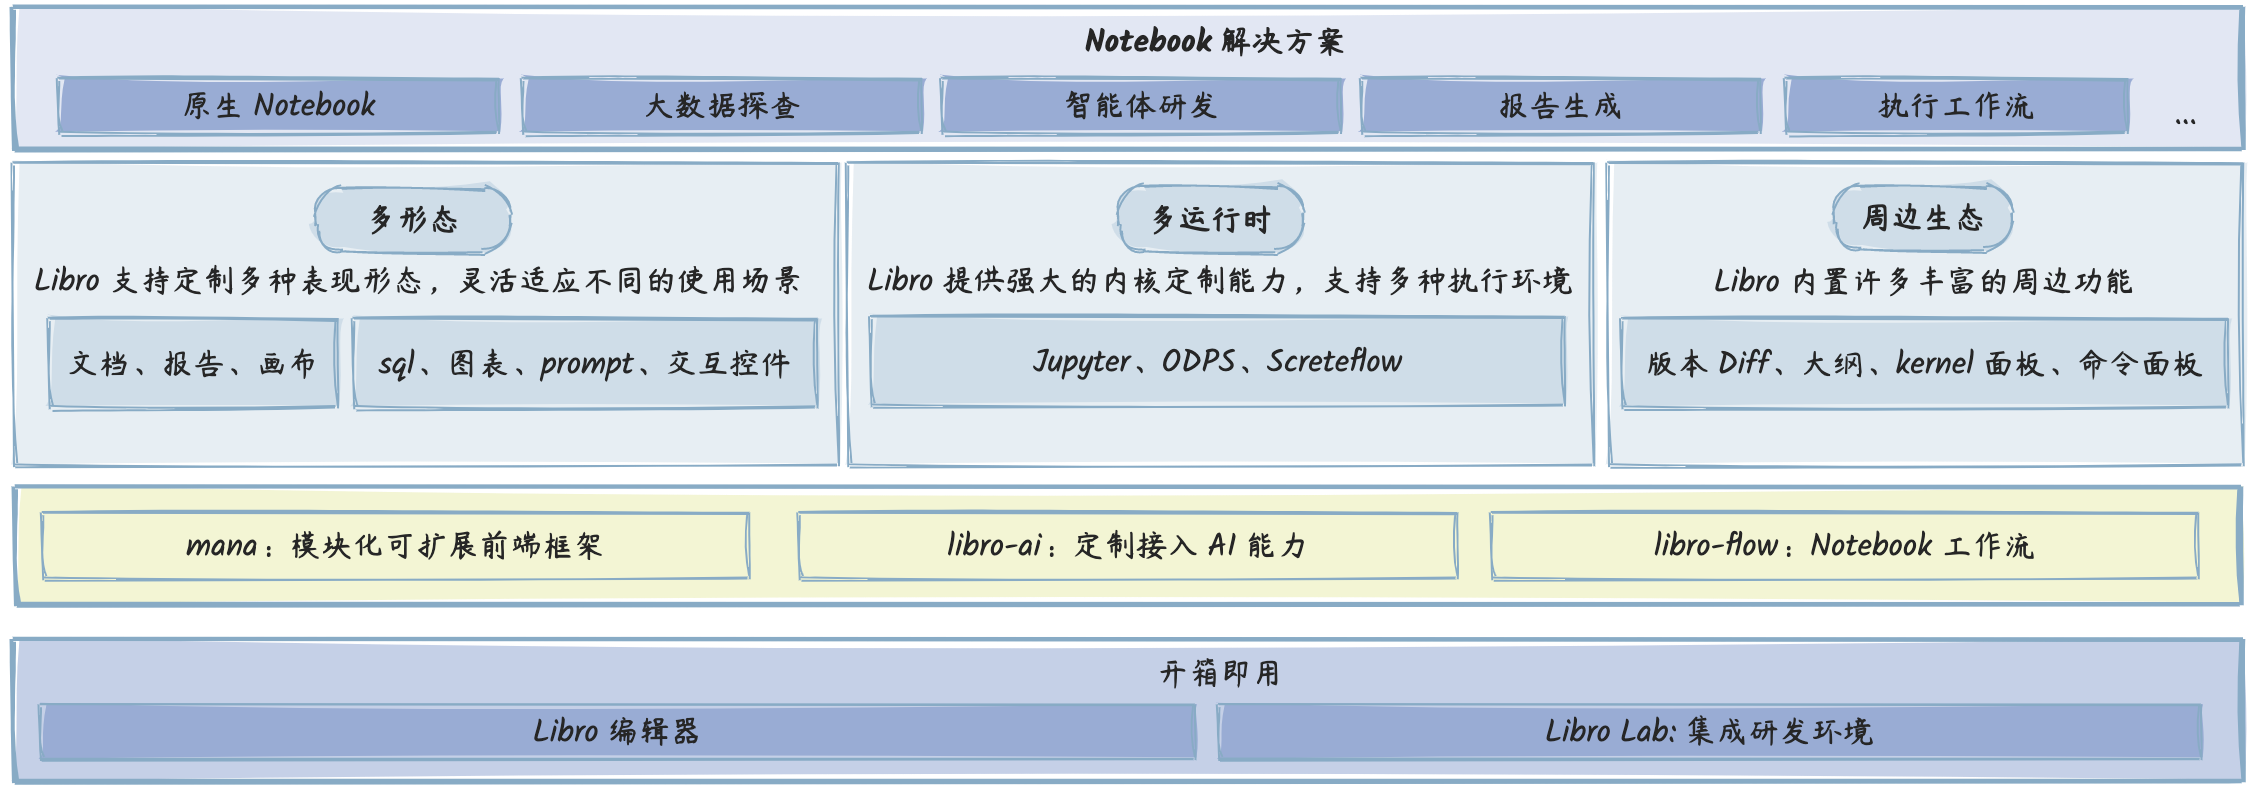 Notebook 解决方案
原生 Notebook
大数据探查
智能体研发
报告生成
执行工作流
...
多形态
Libro 支持定制多种表现形态，灵活适应不同的使用场景
文档、报告、画布
sql、图表、prompt、交互控件
多运行时
Libro 提供强大的内核定制能力，支持多种执行环境
Jupyter、ODPS、Screteflow
周边生态
Libro 内置许多丰富的周边功能
版本 Diff、大纲、kernel 面板、命令面板
mana：模块化可扩展前端框架
libro-ai：定制接入 AI 能力
libro-flow：Notebook 工作流
开箱即用
Libro 编辑器
Libro Lab: 集成研发环境